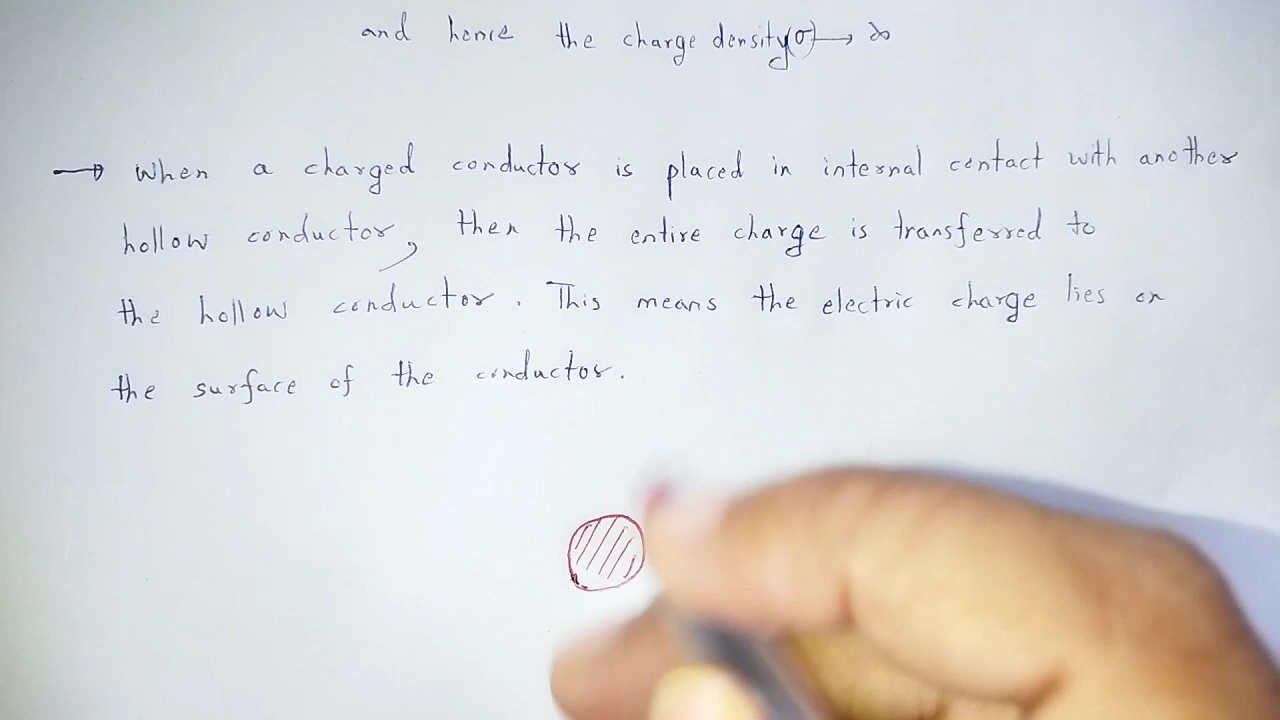 and hence the charge density(σ) → ∞
→ When a charged conductor is placed in internal contact with another
hollow conductor, then the entire charge is transferred to
the hollow conductor. This means the electric charge lies on
the surface of the conductor.